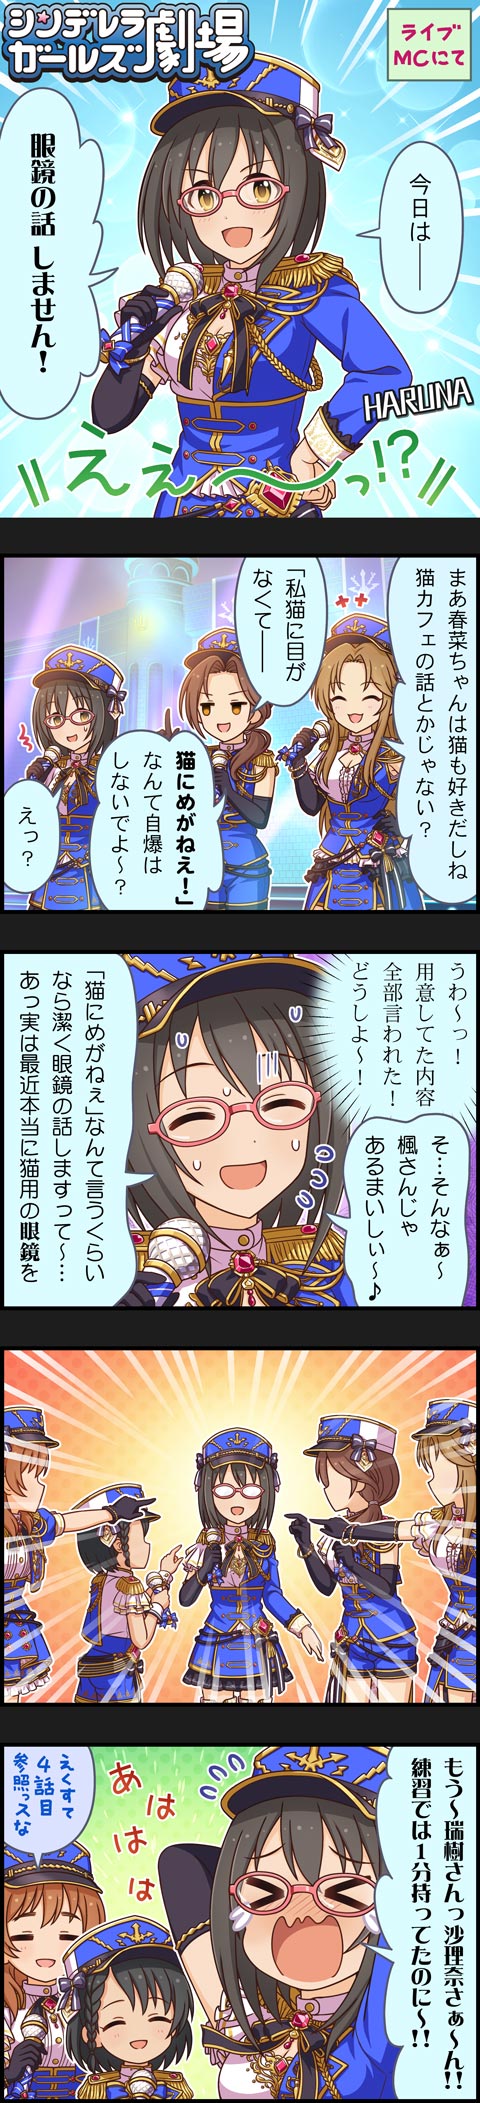 シンデレラ
ガールズ劇場
ライブ
MCにて
今日は――
眼鏡の話 しません!
HARUNA
ええ〜っ!?
まあ春菜ちゃんは猫も好きだしね
猫カフェの話とかじゃない?
「私猫に目が
なくて――
猫にめがねえ!」
なんて自爆は
しないでよ〜?
えっ?
うわ〜っ!
用意してた内容
全部言われた!
どうしよ〜!
そ…そんなぁ〜
楓さんじゃ
あるまいしぃ〜♪
「猫にめがねぇ」なんて言うくらい
なら潔く眼鏡の話しますって〜…
あっ実は最近本当に猫用の眼鏡を
もう〜瑞樹さんっ沙理奈さぁ〜ん!!
練習では1分持ってたのに〜!!
あははは
えくすて
4話目
参照っスな